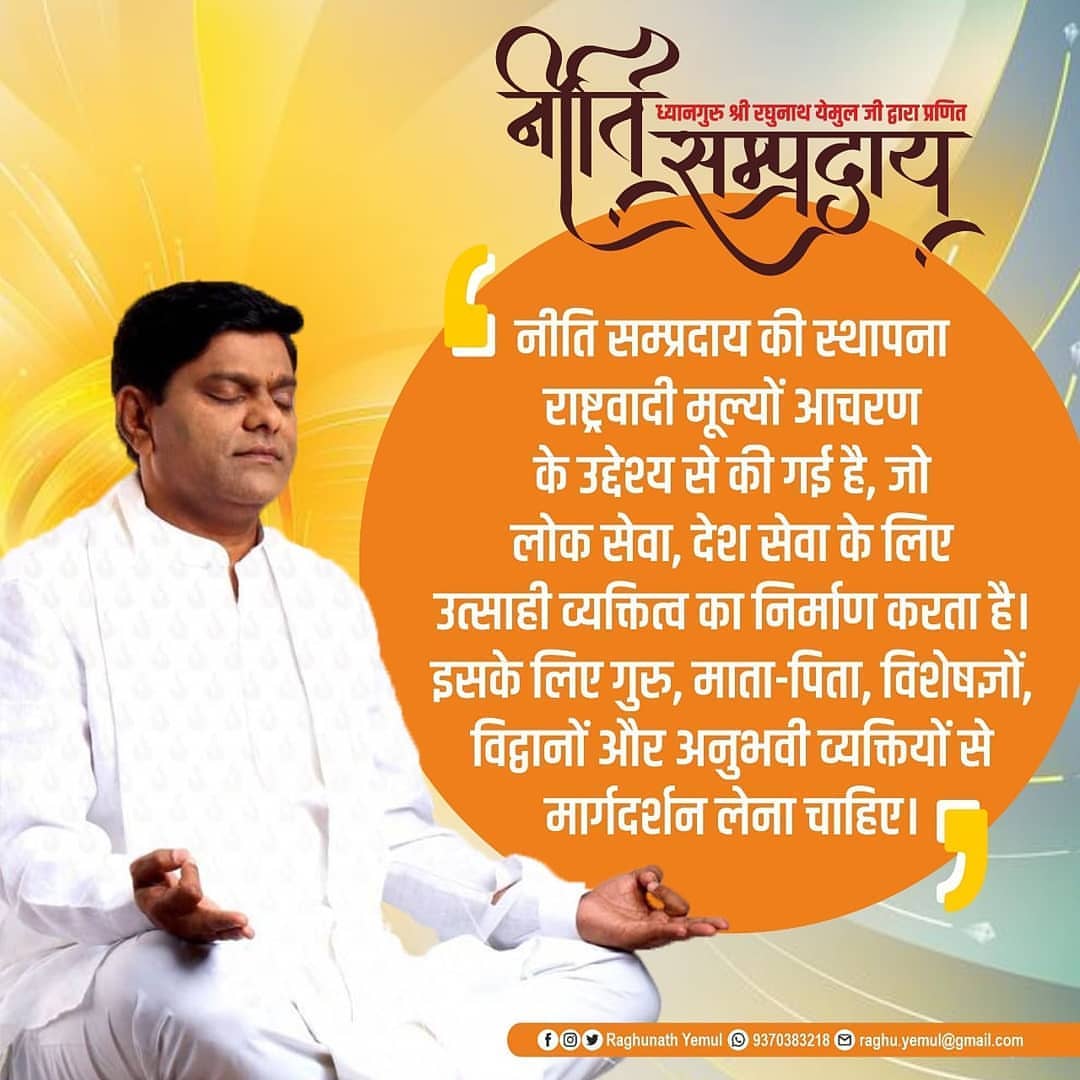 नीति सम्प्रदाय
ध्यानगुरु श्री रघुनाथ येमुल जी द्वारा प्रणित
नीति सम्प्रदाय की स्थापना
राष्ट्रवादी मूल्यों आचरण
के उद्देश्य से की गई है, जो
लोक सेवा, देश सेवा के लिए
उत्साही व्यक्तित्व का निर्माण करता है।
इसके लिए गुरु, माता-पिता, विशेषज्ञों,
विद्वानों और अनुभवी व्यक्तियों से
मार्गदर्शन लेना चाहिए।
Raghunath Yemul 9370383218 raghu.yemul@gmail.com